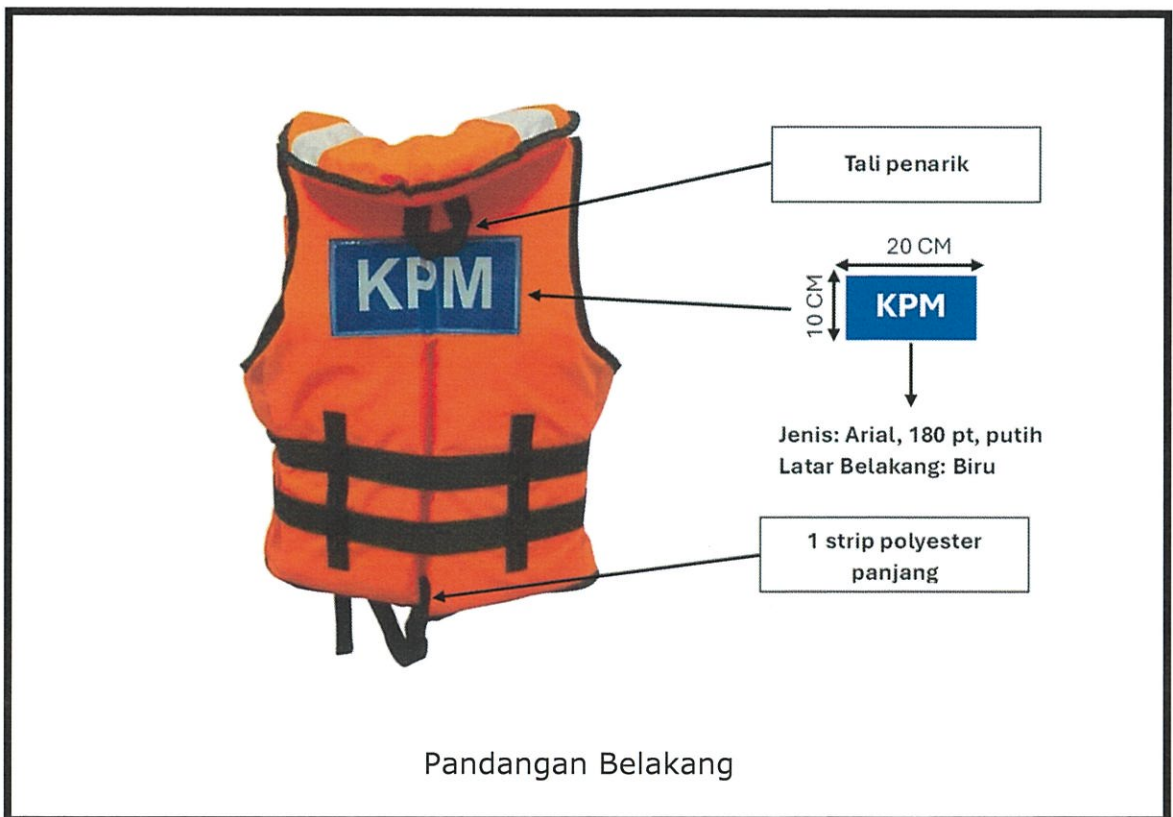 Tali penarik
KPM
20 CM
10 CM
KPM
Jenis: Arial, 180 pt, putih
Latar Belakang: Biru
1 strip polyester
panjang
Pandangan Belakang